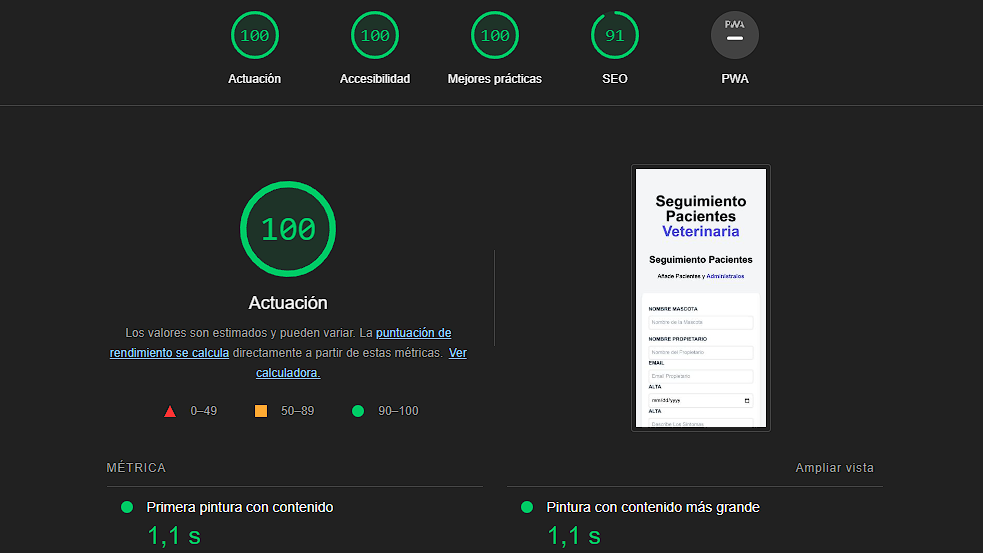 100
100
100
91
PWA
Actuación
Accesibilidad
Mejores prácticas
SEO
PWA
100
Actuación
Los valores son estimados y pueden variar. La puntuación de
rendimiento se calcula directamente a partir de estas métricas. Ver
calculadora.
0–49
50–89
90–100
Seguimiento
Pacientes
Veterinaria
Seguimiento Pacientes
Añade Pacientes y Administralos
NOMBRE MASCOTA
Nombre de la Mascota
NOMBRE PROPIETARIO
Nombre del Propietario
EMAIL
Email Propietario
ALTA
mm/dd/yyyy
ALTA
Describe Los Sintomas
MÉTRICA
Ampliar vista
Primera pintura con contenido
1,1 s
Pintura con contenido más grande
1,1 s